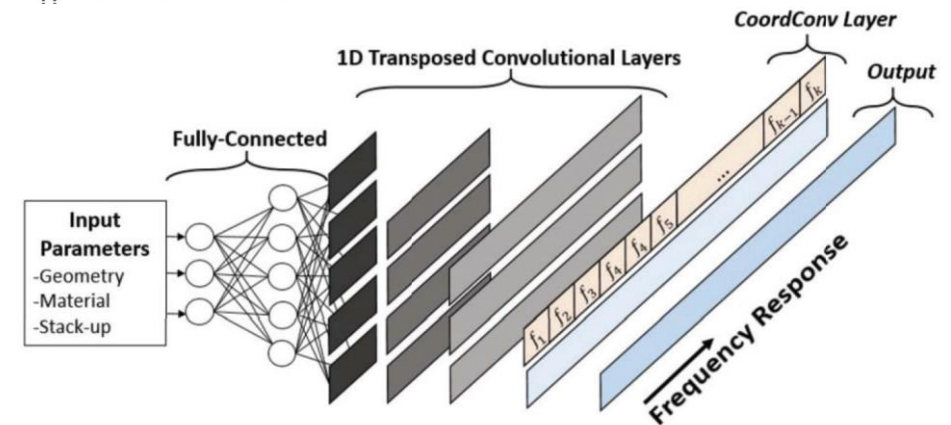 CoordConv Layer
1D Transposed Convolutional Layers
Output
Fully-Connected
Input
Parameters
-Geometry
-Material
-Stack-up
f1 f2 f3 f4 f4 f5 ... fk-1 fk
Frequency Response